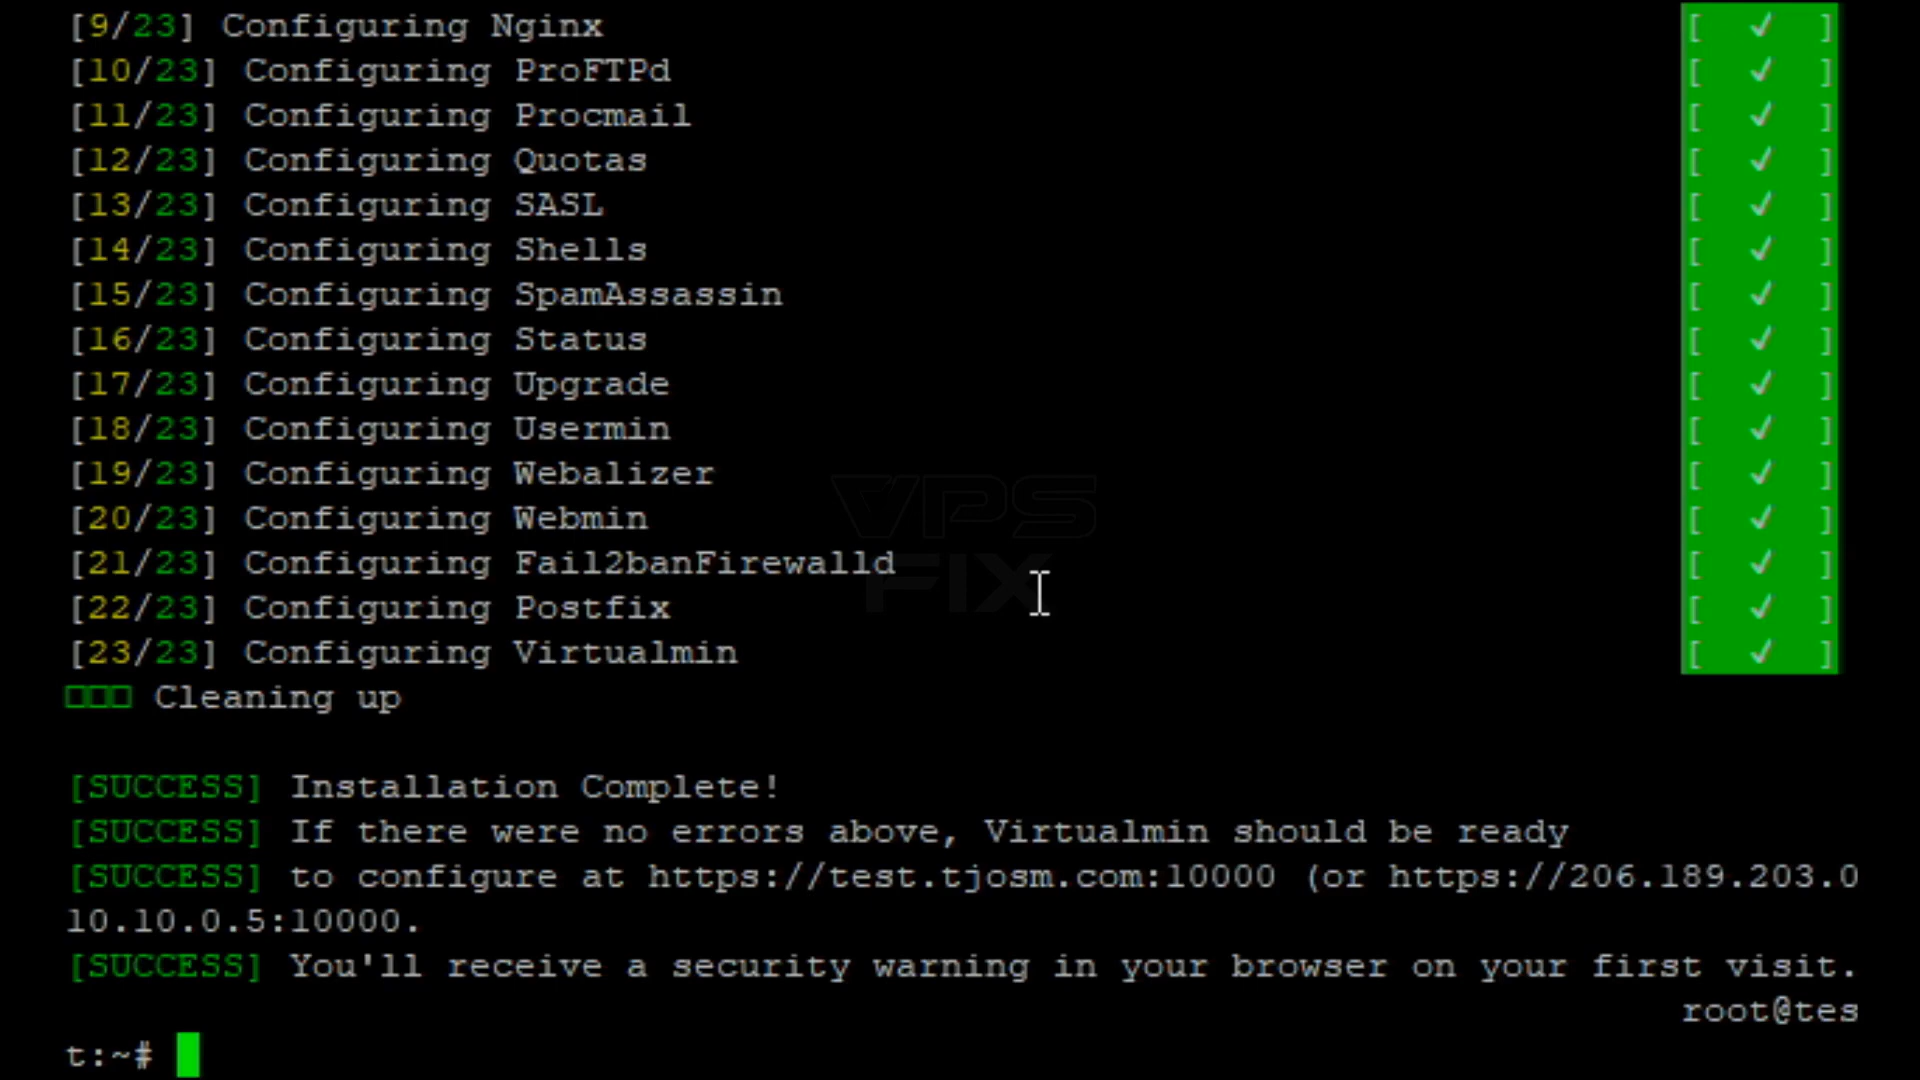 [9/23] Configuring Nginx [ ✓ ]
[10/23] Configuring ProFTPd [ ✓ ]
[11/23] Configuring Procmail [ ✓ ]
[12/23] Configuring Quotas [ ✓ ]
[13/23] Configuring SASL [ ✓ ]
[14/23] Configuring Shells [ ✓ ]
[15/23] Configuring SpamAssassin [ ✓ ]
[16/23] Configuring Status [ ✓ ]
[17/23] Configuring Upgrade [ ✓ ]
[18/23] Configuring Usermin [ ✓ ]
[19/23] Configuring Webalizer [ ✓ ]
[20/23] Configuring Webmin [ ✓ ]
[21/23] Configuring Fail2banFirewalld [ ✓ ]
[22/23] Configuring Postfix [ ✓ ]
[23/23] Configuring Virtualmin [ ✓ ]
□□□ Cleaning up
[SUCCESS] Installation Complete!
[SUCCESS] If there were no errors above, Virtualmin should be ready
[SUCCESS] to configure at https://test.tjosm.com:10000 (or https://206.189.203.0
10.10.0.5:10000.
[SUCCESS] You'll receive a security warning in your browser on your first visit.
root@tes
t:~#
VPS
FIX